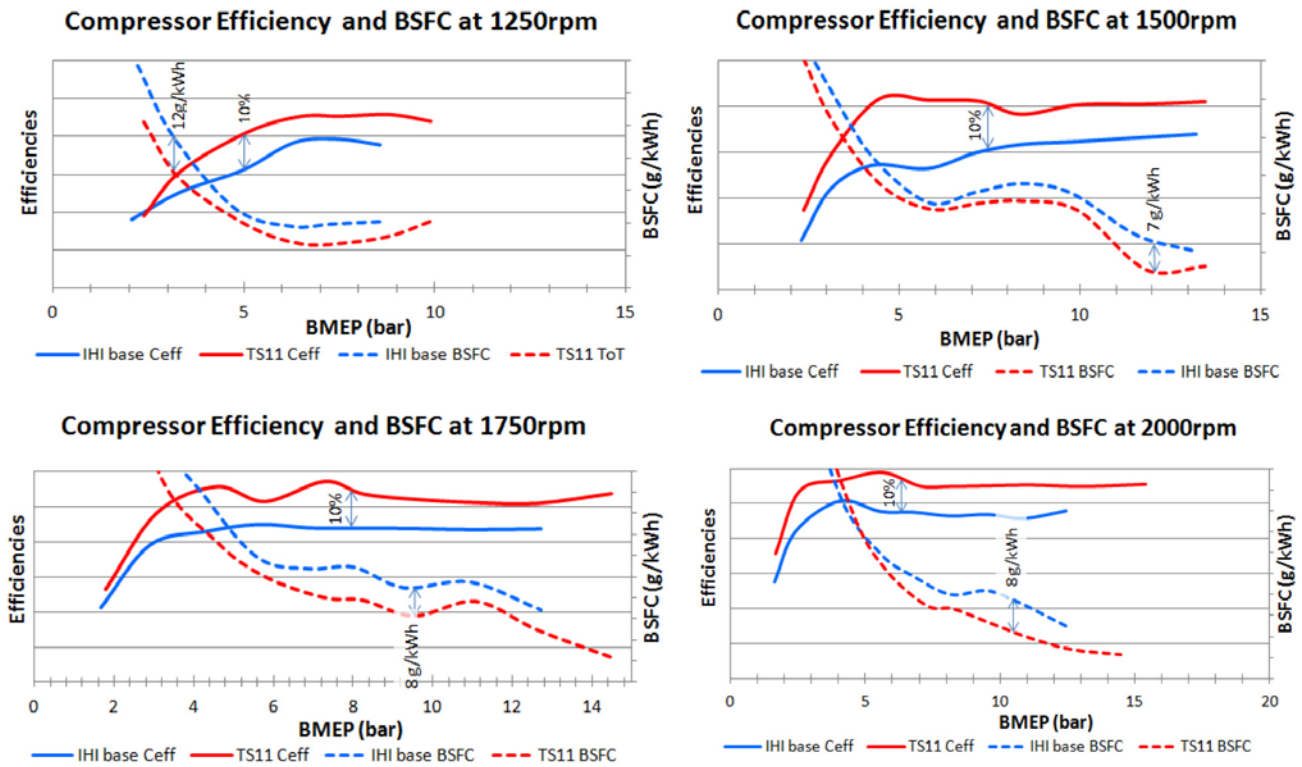 Compressor Efficiency and BSFC at 1250rpm
Efficiencies
12g/kWh
10%
BSFC (g/kWh)
0 5 10 15
BMEP (bar)
IHI base Ceff TS11 Ceff IHI base BSFC TS11 ToT
Compressor Efficiency and BSFC at 1500rpm
Efficiencies
10%
7 g/kWh
BSFC (g/kWh)
0 5 10 15
BMEP (bar)
IHI base Ceff TS11 Ceff TS11 BSFC IHI base BSFC
Compressor Efficiency and BSFC at 1750rpm
Efficiencies
10%
8 g/kWh
BSFC (g/kWh)
0 2 4 6 8 10 12 14
BMEP (bar)
IHI base Ceff TS11 Ceff IHI base BSFC TS11 BSFC
Compressor Efficiency and BSFC at 2000rpm
Efficiencies
10%
8 g/kWh
BSFC (g/kWh)
0 5 10 15 20
BMEP (bar)
IHI base Ceff TS11 Ceff IHI base BSFC TS11 BSFC